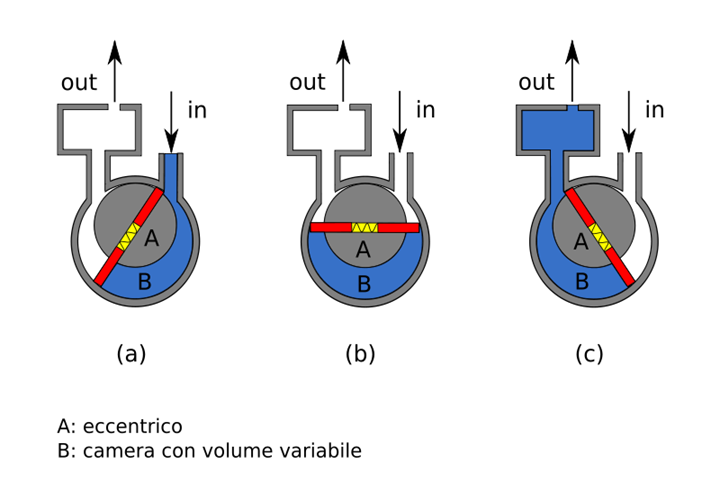 out
in
A
B
(a)
out
in
A
B
(b)
out
in
A
B
(c)
A: eccentrico
B: camera con volume variabile